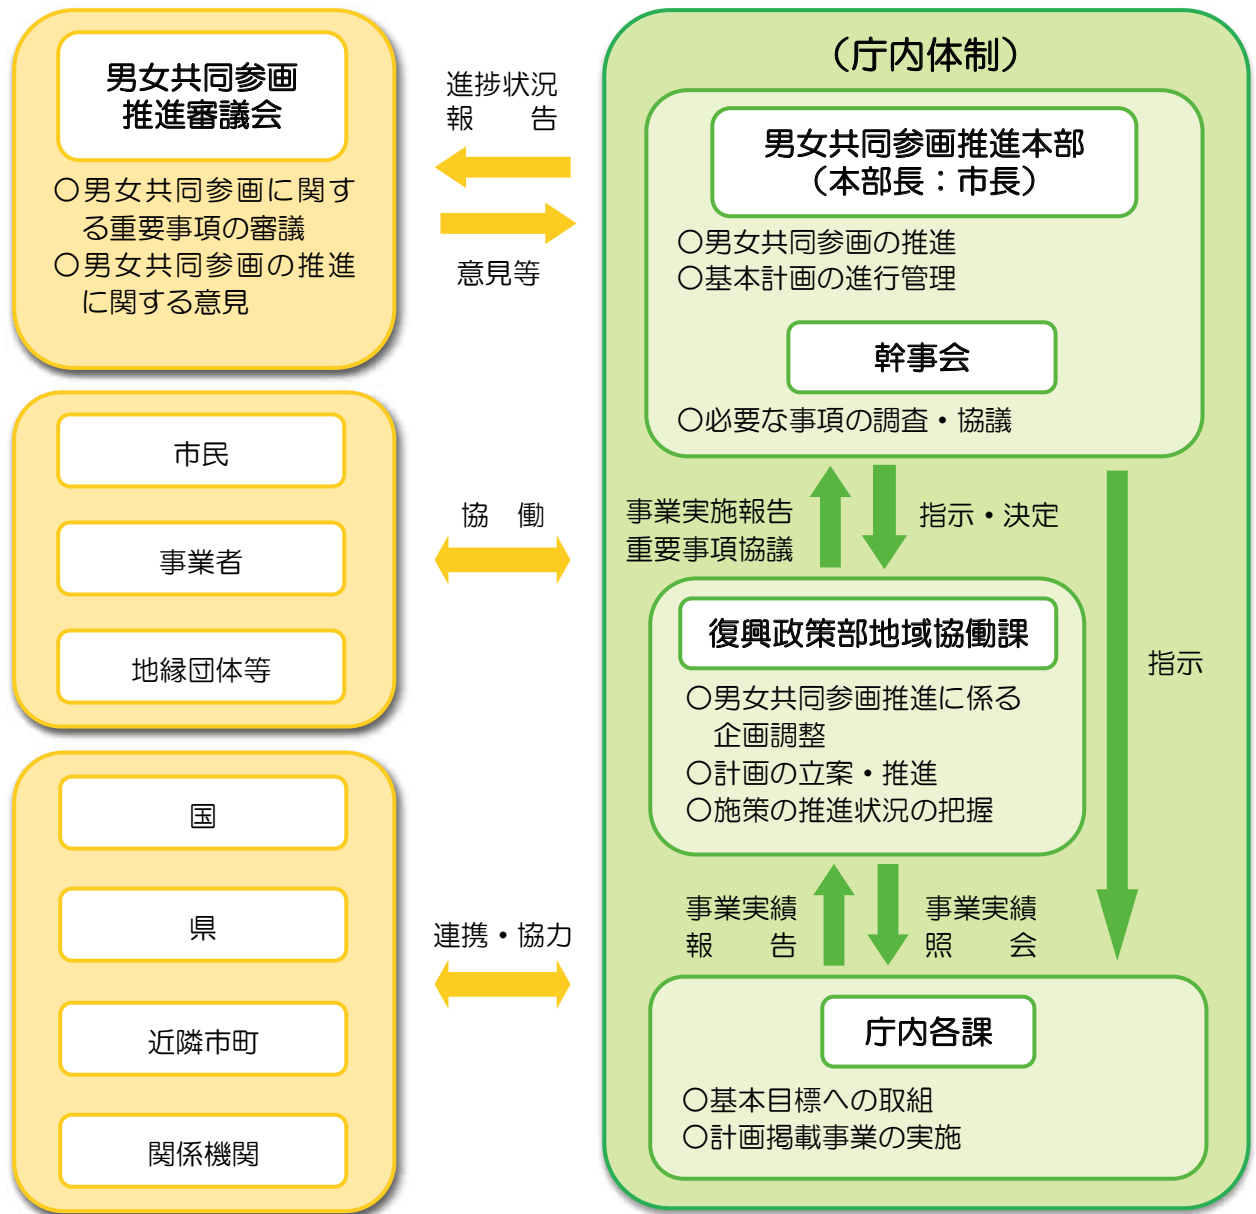 男女共同参画
推進審議会
〇男女共同参画に関す
る重要事項の審議
〇男女共同参画の推進
に関する意見
進捗状況
報　　告
意見等
市民
事業者
地縁団体等
協　働
国
県
近隣市町
関係機関
連携・協力
（庁内体制）
男女共同参画推進本部
（本部長：市長）
〇男女共同参画の推進
〇基本計画の進行管理
幹事会
〇必要な事項の調査・協議
事業実施報告
重要事項協議
指示・決定
指示
復興政策部地域協働課
〇男女共同参画推進に係る
企画調整
〇計画の立案・推進
〇施策の推進状況の把握
事業実績
報　　告
事業実績
照　　会
庁内各課
〇基本目標への取組
〇計画掲載事業の実施